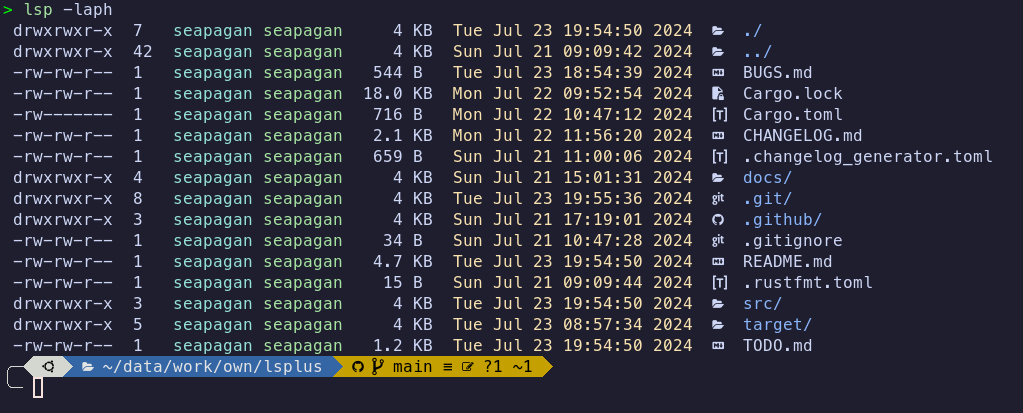 > lsp -laph
drwxrwxr-x 7 seapagan seapagan 4 KB Tue Jul 23 19:54:50 2024 ./
drwxrwxr-x 42 seapagan seapagan 4 KB Sun Jul 21 09:09:42 2024 ../
-rw-rw-r-- 1 seapagan seapagan 544 B Tue Jul 23 18:54:39 2024 BUGS.md
-rw-rw-r-- 1 seapagan seapagan 18.0 KB Mon Jul 22 09:52:54 2024 Cargo.lock
-rw------- 1 seapagan seapagan 716 B Mon Jul 22 10:47:12 2024 [T] Cargo.toml
-rw-rw-r-- 1 seapagan seapagan 2.1 KB Mon Jul 22 11:56:20 2024 CHANGELOG.md
-rw-rw-r-- 1 seapagan seapagan 659 B Sun Jul 21 11:00:06 2024 [T] .changelog_generator.toml
drwxrwxr-x 4 seapagan seapagan 4 KB Sun Jul 21 15:01:31 2024 docs/
drwxrwxr-x 8 seapagan seapagan 4 KB Tue Jul 23 19:55:36 2024 git .git/
drwxrwxr-x 3 seapagan seapagan 4 KB Sun Jul 21 17:19:01 2024 .github/
-rw-rw-r-- 1 seapagan seapagan 34 B Sun Jul 21 10:47:28 2024 git .gitignore
-rw-rw-r-- 1 seapagan seapagan 4.7 KB Tue Jul 23 19:54:50 2024 README.md
-rw-rw-r-- 1 seapagan seapagan 15 B Sun Jul 21 09:09:44 2024 [T] .rustfmt.toml
drwxrwxr-x 3 seapagan seapagan 4 KB Tue Jul 23 19:54:50 2024 src/
drwxrwxr-x 5 seapagan seapagan 4 KB Tue Jul 23 08:57:34 2024 target/
-rw-rw-r-- 1 seapagan seapagan 1.2 KB Tue Jul 23 19:54:50 2024 TODO.md
~/data/work/own/lsplus main ≡ ?1 ~1